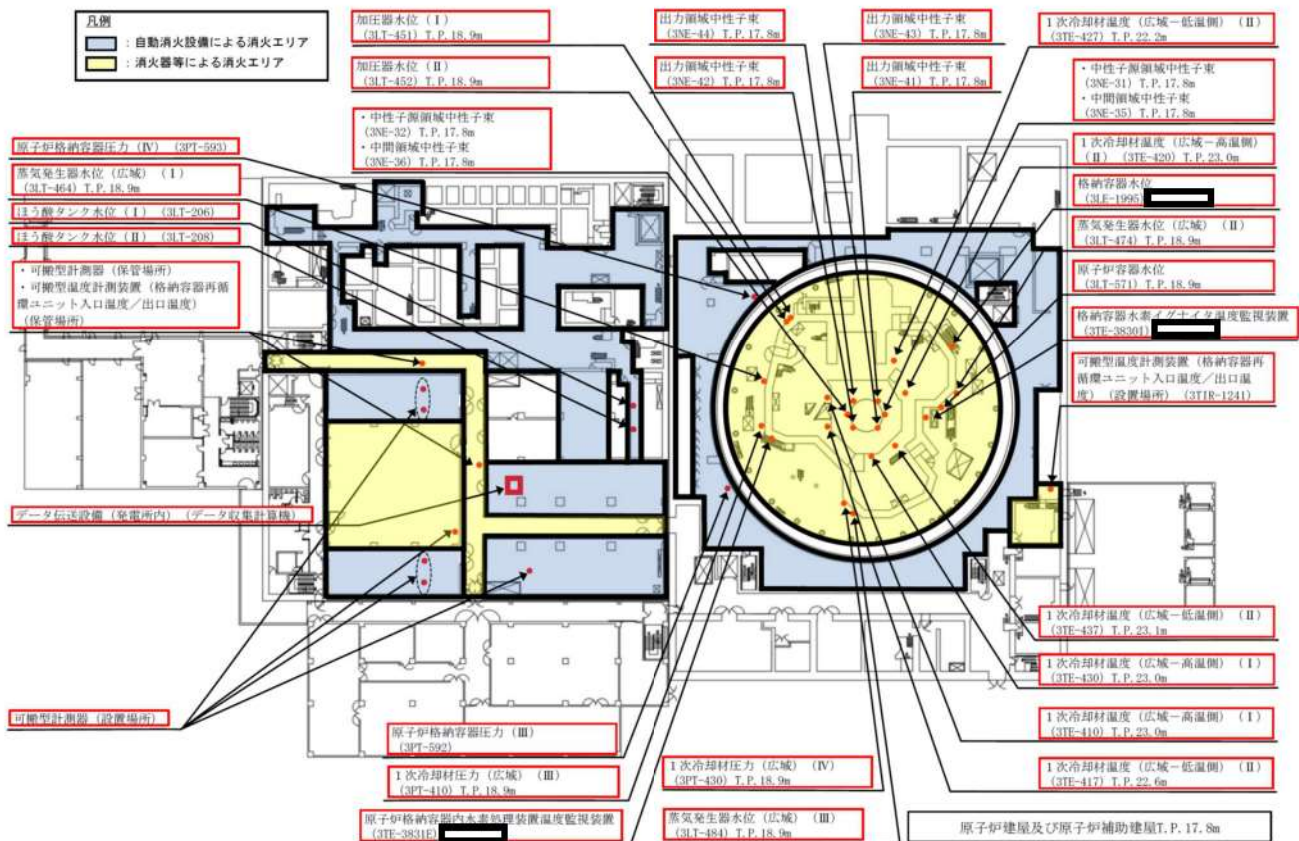 凡例
：自動消火設備による消火エリア
：消火器等による消火エリア
加圧器水位（Ⅰ）
(3LT-451) T.P.18.9m
加圧器水位（Ⅱ）
(3LT-452) T.P.18.9m
・中性子源領域中性子束
(3NE-32) T.P.17.8m
・中間領域中性子束
(3NE-36) T.P.17.8m
出力領域中性子束
(3NE-44) T.P.17.8m
出力領域中性子束
(3NE-42) T.P.17.8m
出力領域中性子束
(3NE-43) T.P.17.8m
出力領域中性子束
(3NE-41) T.P.17.8m
1次冷却材温度（広域－低温側）（Ⅱ）
(3TE-427) T.P.22.2m
・中性子源領域中性子束
(3NE-31) T.P.17.8m
・中間領域中性子束
(3NE-35) T.P.17.8m
1次冷却材温度（広域－高温側）
（Ⅱ） (3TE-420) T.P.23.0m
格納容器水位
(3LE-1995)
蒸気発生器水位（広域）（Ⅱ）
(3LT-474) T.P.18.9m
原子炉容器水位
(3LT-571) T.P.18.9m
格納容器水素イグナイタ温度監視装置
(3TE-3830I)
可搬型温度計測装置（格納容器再
循環ユニット入口温度／出口温
度）（設置場所）(3TIR-1241)
原子炉格納容器圧力（Ⅳ） (3PT-593)
蒸気発生器水位（広域）（Ⅰ）
(3LT-464) T.P.18.9m
ほう酸タンク水位（Ⅰ） (3LT-206)
ほう酸タンク水位（Ⅱ） (3LT-208)
・可搬型計測器（保管場所）
・可搬型温度計測装置（格納容器再循
環ユニット入口温度／出口温度）
（保管場所）
データ伝送設備（発電所内）（データ収集計算機）
可搬型計測器（設置場所）
原子炉格納容器圧力（Ⅲ）
(3PT-592)
1次冷却材圧力（広域）（Ⅲ）
(3PT-410) T.P.18.9m
原子炉格納容器内水素処理装置温度監視装置
(3TE-3831E)
1次冷却材圧力（広域）（Ⅳ）
(3PT-430) T.P.18.9m
蒸気発生器水位（広域）（Ⅲ）
(3LT-484) T.P.18.9m
1次冷却材温度（広域－低温側）（Ⅱ）
(3TE-437) T.P.23.1m
1次冷却材温度（広域－高温側）（Ⅰ）
(3TE-430) T.P.23.0m
1次冷却材温度（広域－高温側）（Ⅰ）
(3TE-410) T.P.23.0m
1次冷却材温度（広域－低温側）（Ⅱ）
(3TE-417) T.P.22.6m
原子炉建屋及び原子炉補助建屋T.P.17.8m